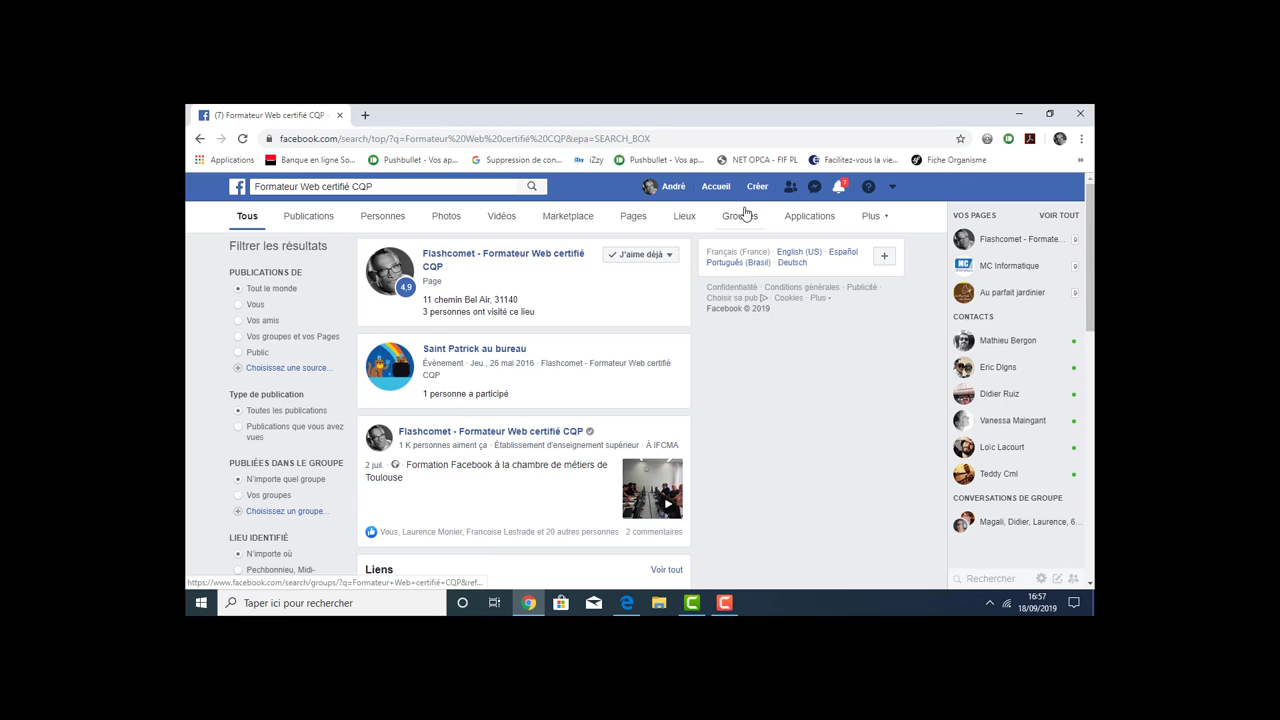 (7) Formateur Web certifié CQP
facebook.com/search/top/?q=Formateur%20Web%20certifié%20CQP&epa=SEARCH_BOX
Applications Banque en ligne So... Pushbullet - Vos ap... Suppression de con... iZzy Pushbullet - Vos ap... NET OPCA - FIF PL Facilitez-vous la vie... Fiche Organisme »
Formateur Web certifié CQP André Accueil Créer 7
Tous Publications Personnes Photos Vidéos Marketplace Pages Lieux Groupes Applications Plus
Filtrer les résultats
PUBLICATIONS DE
Tout le monde
Vous
Vos amis
Vos groupes et vos Pages
Public
Choisissez une source...
Type de publication
Toutes les publications
Publications que vous avez
vues
PUBLIÉES DANS LE GROUPE
N'importe quel groupe
Vos groupes
Choisissez un groupe...
LIEU IDENTIFIÉ
N'importe où
Pechbonnieu, Midi-
Flashcomet - Formateur Web certifié
CQP
J'aime déjà
Page
4,9
11 chemin Bel Air, 31140
3 personnes ont visité ce lieu
Saint Patrick au bureau
Évènement · Jeu., 26 mai 2016 · Flashcomet - Formateur Web certifié
CQP
1 personne a participé
Flashcomet - Formateur Web certifié CQP
1 K personnes aiment ça · Établissement d'enseignement supérieur · À IFCMA
2 juil. · Formation Facebook à la chambre de métiers de
Toulouse
Vous, Laurence Monier, Francoise Lestrade et 20 autres personnes 2 commentaires
Liens Voir tout
Français (France) · English (US) · Español ·
Português (Brasil) · Deutsch
Confidentialité · Conditions générales · Publicité ·
Choisir sa pub · Cookies · Plus
Facebook © 2019
VOS PAGES VOIR TOUT
Flashcomet - Formate...
MC Informatique
Au parfait jardinier
CONTACTS
Mathieu Bergon
Eric Digns
Didier Ruiz
Vanessa Maingant
Loïc Lacourt
Teddy Cml
CONVERSATIONS DE GROUPE
Magali, Didier, Laurence, 6...
Rechercher
https://www.facebook.com/search/groups/?q=Formateur+Web+certifié+CQP&ref...
Taper ici pour rechercher
16:57
18/09/2019